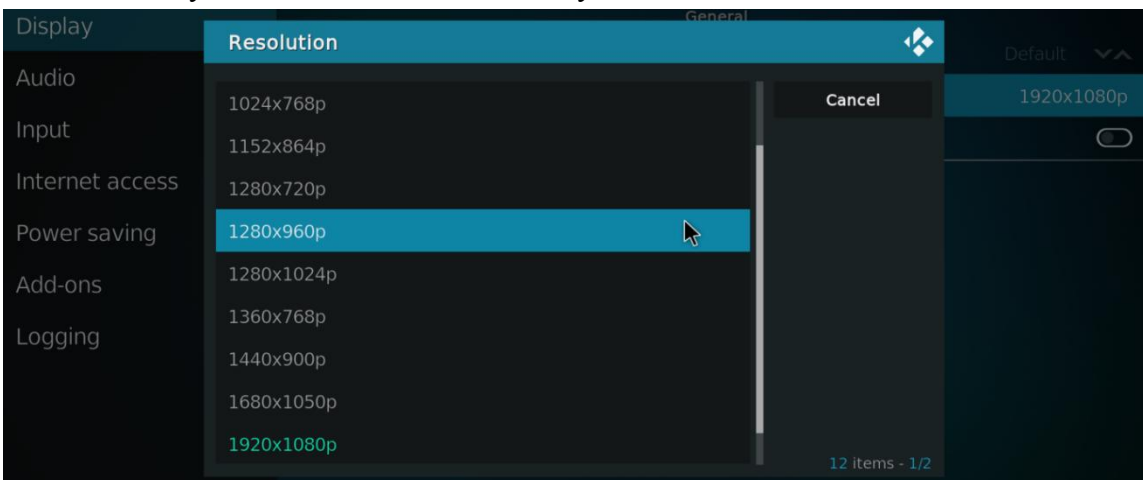 Display
Audio
Input
Internet access
Power saving
Add-ons
Logging
General
Resolution
1024x768p
1152x864p
1280x720p
1280x960p
1280x1024p
1360x768p
1440x900p
1680x1050p
1920x1080p
Cancel
12 items - 1/2
Default
1920x1080p